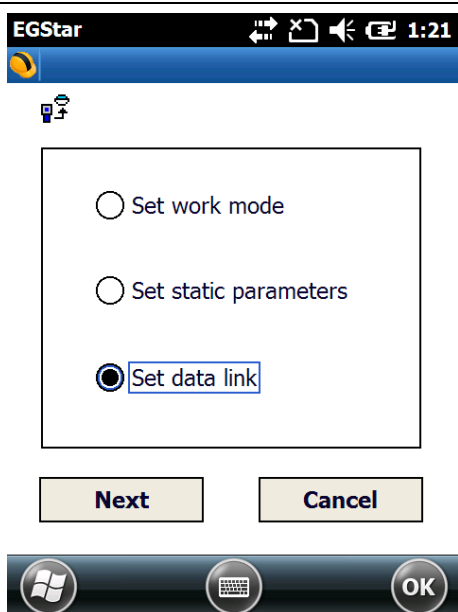 EGStar 1:21
Set work mode
Set static parameters
Set data link
Next Cancel
OK